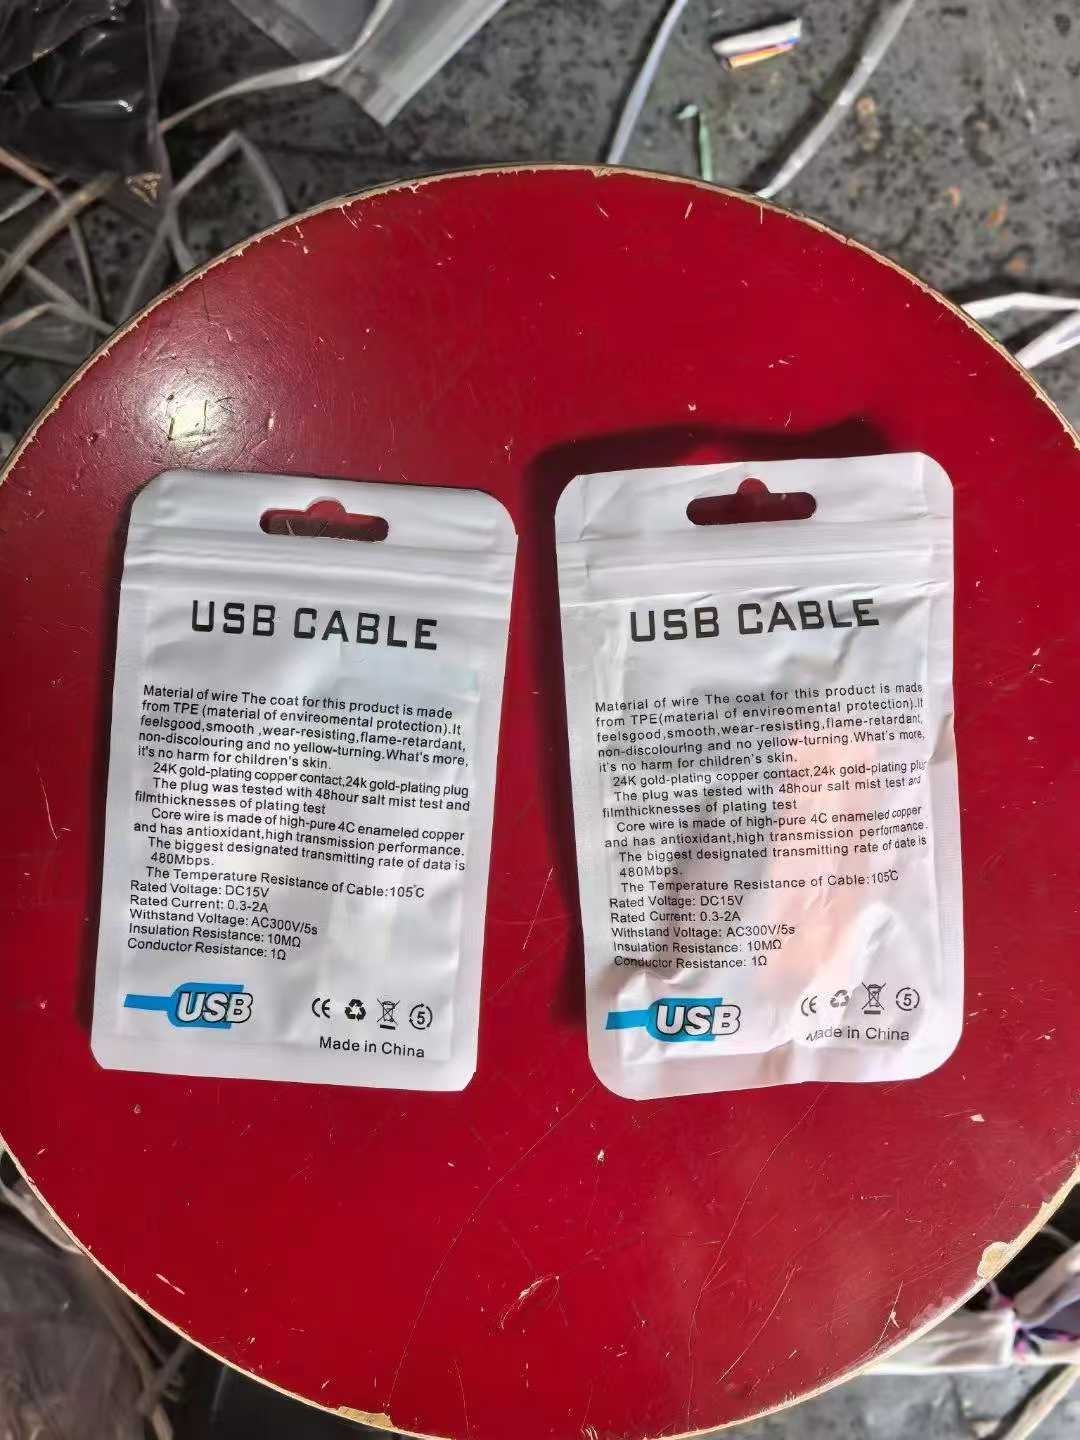 USB CABLE
Material of wire The coat for this product is made
from TPE (material of envireomental protection).It
feelsgood,smooth ,wear-resisting,flame-retardant,
non-discolouring and no yellow-turning.What's more,
it's no harm for children's skin.
24K gold-plating copper contact,24k gold-plating plug
The plug was tested with 48hour salt mist test and
filmthicknesses of plating test
Core wire is made of high-pure 4C enameled copper
and has antioxidant,high transmission performance.
The biggest designated transmitting rate of data is
480Mbps.
The Temperature Resistance of Cable:105℃
Rated Voltage: DC15V
Rated Current: 0.3-2A
Withstand Voltage: AC300V/5s
Insulation Resistance: 10MΩ
Conductor Resistance: 1Ω
USB CE 5
Made in China
USB CABLE
Material of wire The coat for this product is made
from TPE(material of envireomental protection).It
feelsgood,smooth,wear-resisting,flame-retardant,
non-discolouring and no yellow-turning.What's more,
it's no harm for children's skin.
24K gold-plating copper contact,24k gold-plating plug
The plug was tested with 48hour salt mist test and
filmthicknesses of plating test
Core wire is made of high-pure 4C enameled copper
and has antioxidant,high transmission performance.
The biggest designated transmitting rate of date is
480Mbps.
The Temperature Resistance of Cable:105℃
Rated Voltage: DC15V
Rated Current: 0.3-2A
Withstand Voltage: AC300V/5s
Insulation Resistance: 10MΩ
Conductor Resistance: 1Ω
USB CE 5
Made in China